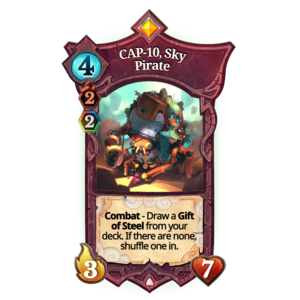 CAP-10, Sky
Pirate
4
2
2
Combat - Draw a Gift
of Steel from your
deck. If there are none,
shuffle one in.
3
7